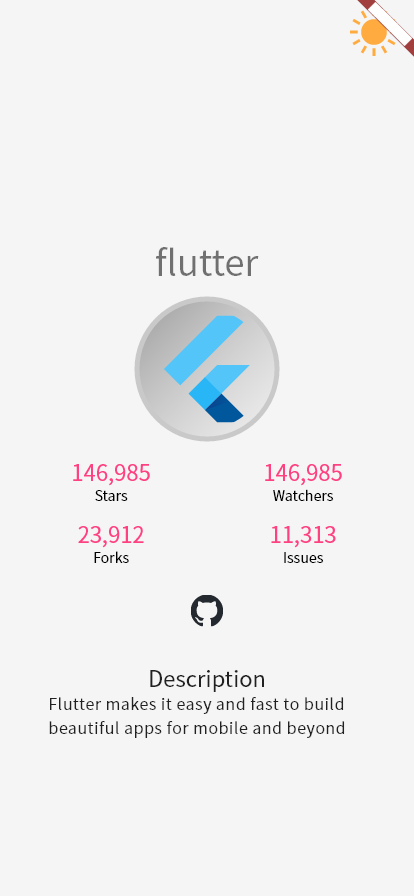 flutter
146,985
146,985
Stars
Watchers
23,912
11,313
Forks
Issues
Description
Flutter makes it easy and fast to build
beautiful apps for mobile and beyond